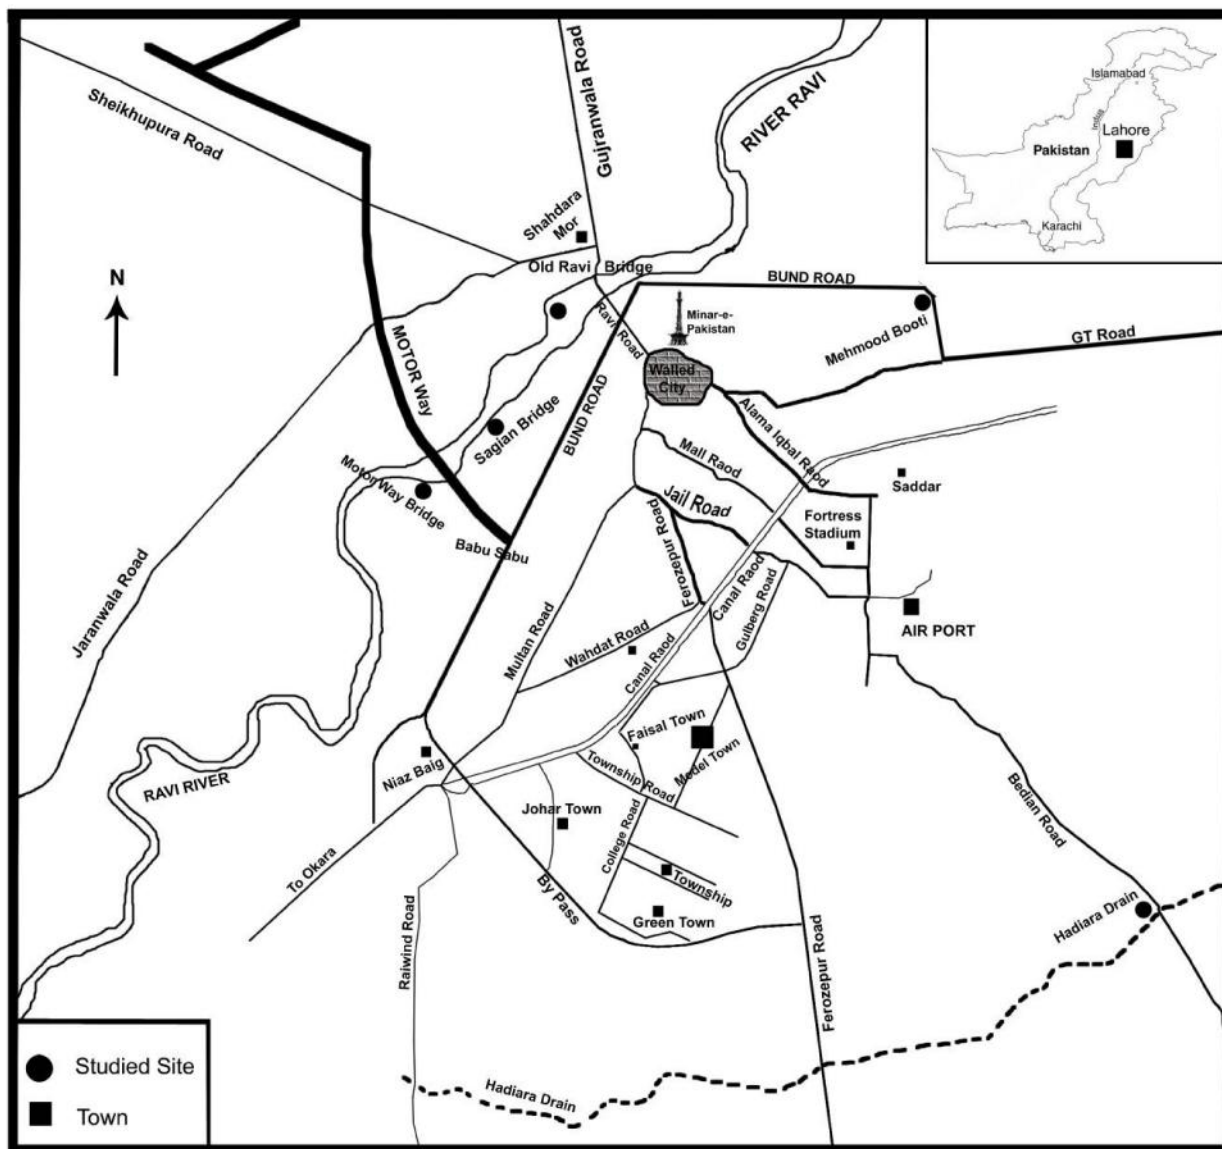 Sheikhupura Road
Gujranwala Road
RIVER RAVI
Islamabad
Indus
Lahore
Pakistan
Karachi
Shahdara
Mor
N
Old Ravi Bridge
BUND ROAD
Ravi Road
Minar-e-
Pakistan
Mehmood Booti
GT Road
MOTOR Way
Walled
City
BUND ROAD
Alama Iqbal Raod
Sagian Bridge
Mall Raod
MotorWay Bridge
Jail Road
Saddar
Fortress
Stadium
Babu Sabu
Ferozepur Road
Canal Raod
Gulberg Road
Jaranwala Road
AIR PORT
Multan Road
Wahdat Road
Canal Raod
Faisal Town
Medel Town
Niaz Baig
RAVI RIVER
Township Road
Johar Town
Bedian Road
College Road
To Okara
Township
By Pass
Green Town
Hadiara Drain
Raiwind Road
Ferozepur Road
Hadiara Drain
Studied Site
Town